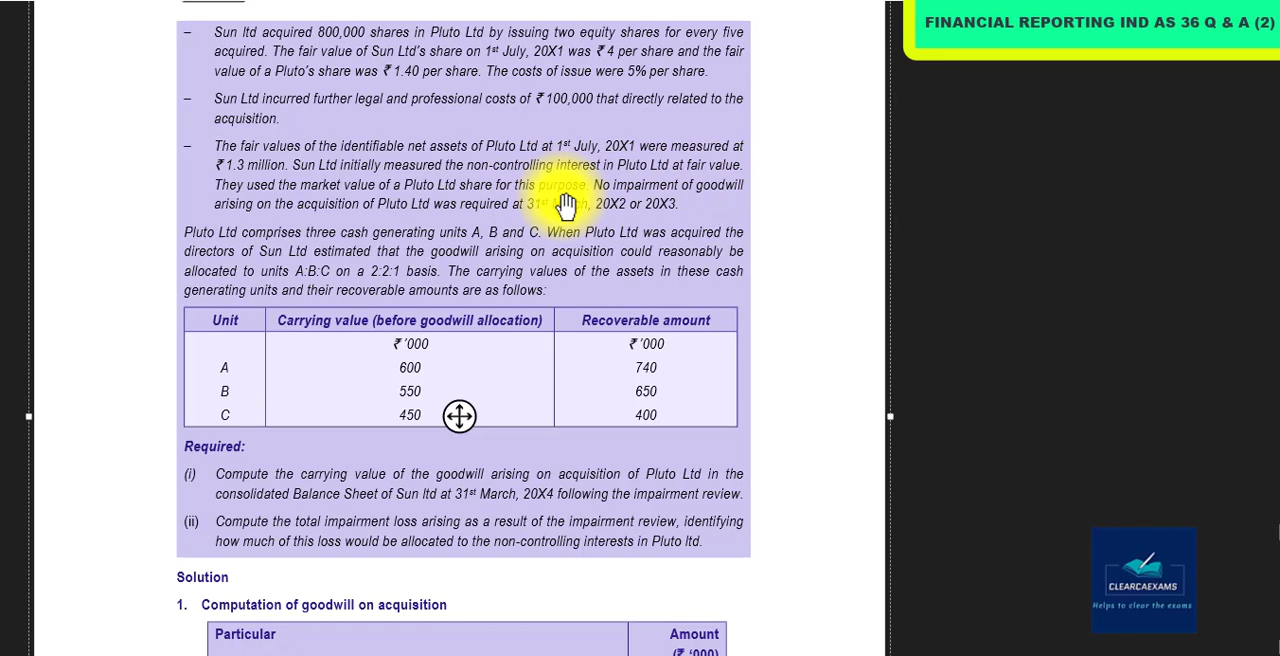 FINANCIAL REPORTING IND AS 36 Q & A (2)
– Sun ltd acquired 800,000 shares in Pluto Ltd by issuing two equity shares for every five
acquired. The fair value of Sun Ltd's share on 1st July, 20X1 was ₹ 4 per share and the fair
value of a Pluto's share was ₹ 1.40 per share. The costs of issue were 5% per share.
– Sun Ltd incurred further legal and professional costs of ₹ 100,000 that directly related to the
acquisition.
– The fair values of the identifiable net assets of Pluto Ltd at 1st July, 20X1 were measured at
₹ 1.3 million. Sun Ltd initially measured the non-controlling interest in Pluto Ltd at fair value.
They used the market value of a Pluto Ltd share for this purpose. No impairment of goodwill
arising on the acquisition of Pluto Ltd was required at 31st March, 20X2 or 20X3.
Pluto Ltd comprises three cash generating units A, B and C. When Pluto Ltd was acquired the
directors of Sun Ltd estimated that the goodwill arising on acquisition could reasonably be
allocated to units A:B:C on a 2:2:1 basis. The carrying values of the assets in these cash
generating units and their recoverable amounts are as follows:
Unit Carrying value (before goodwill allocation) Recoverable amount
₹ '000 ₹ '000
A 600 740
B 550 650
C 450 400
Required:
(i) Compute the carrying value of the goodwill arising on acquisition of Pluto Ltd in the
consolidated Balance Sheet of Sun ltd at 31st March, 20X4 following the impairment review.
(ii) Compute the total impairment loss arising as a result of the impairment review, identifying
how much of this loss would be allocated to the non-controlling interests in Pluto ltd.
Solution
1. Computation of goodwill on acquisition
Particular Amount
(₹ '000)
CLEARCAEXAMS
Helps to clear the exams